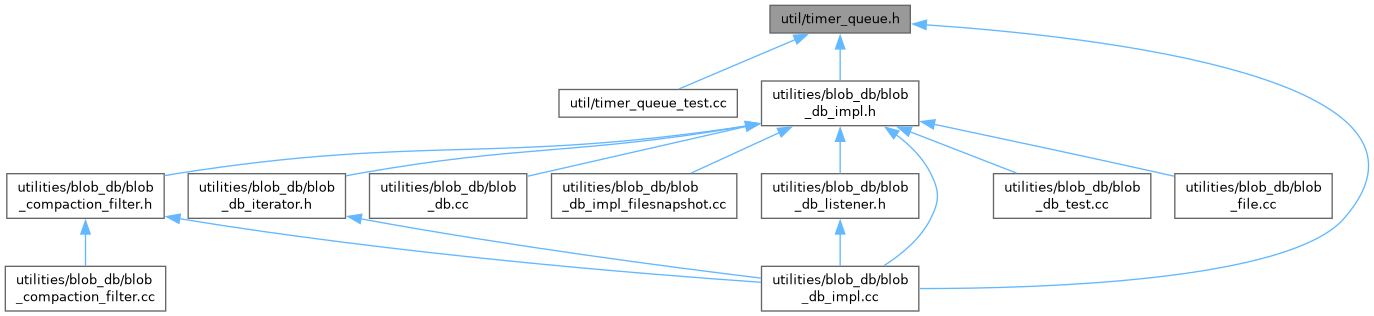 util/timer_queue.h
util/timer_queue_test.cc
utilities/blob_db/blob
_db_impl.h
utilities/blob_db/blob
_compaction_filter.h
utilities/blob_db/blob
_db_iterator.h
utilities/blob_db/blob
_db.cc
utilities/blob_db/blob
_db_impl_filesnapshot.cc
utilities/blob_db/blob
_db_listener.h
utilities/blob_db/blob
_db_test.cc
utilities/blob_db/blob
_file.cc
utilities/blob_db/blob
_compaction_filter.cc
utilities/blob_db/blob
_db_impl.cc